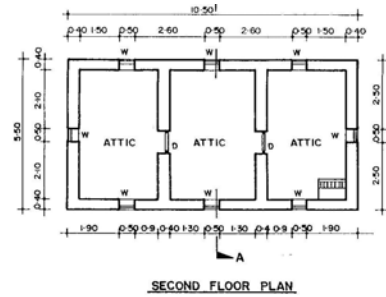 10·50
0·40 1·50 0·50 2·60 0·50 2·60 0·50 1·50 0·40
W W W
5·50
0·40 2·10 0·50 2·10 0·40
2·50 0·50 2·50
W ATTIC D ATTIC D ATTIC W
W W W
1·90 0·50 0·9 0·40 1·30 0·50 1·30 0·4 0·9 0·50 1·90
A
SECOND FLOOR PLAN